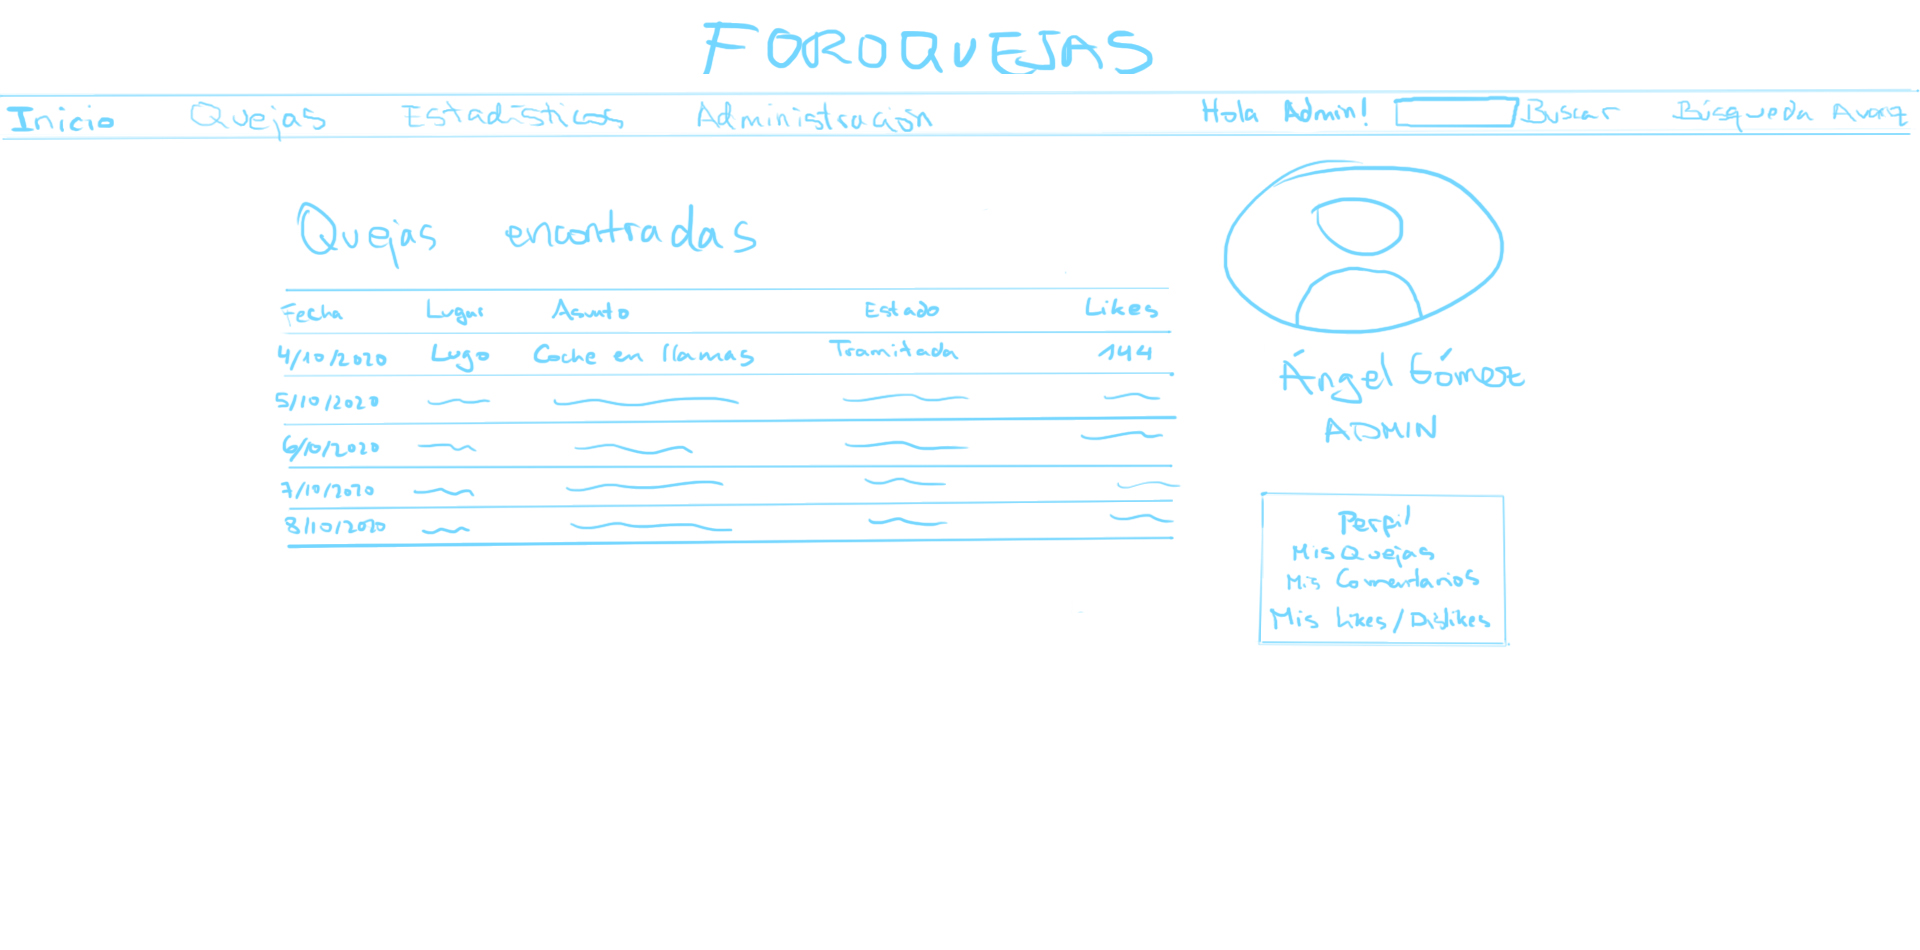 FOROQUEJAS
Inicio Quejas Estadísticas Administración Hola Admin! Buscar Búsqueda Avanz
Quejas encontradas
Fecha Lugar Asunto Estado Likes
4/10/2020 Lugo Coche en llamas Tramitada 144
5/10/2020
6/10/2020
7/10/2020
8/10/2020
Ángel Gómez
ADMIN
Perfil
Mis Quejas
Mis Comentarios
Mis Likes/Dislikes